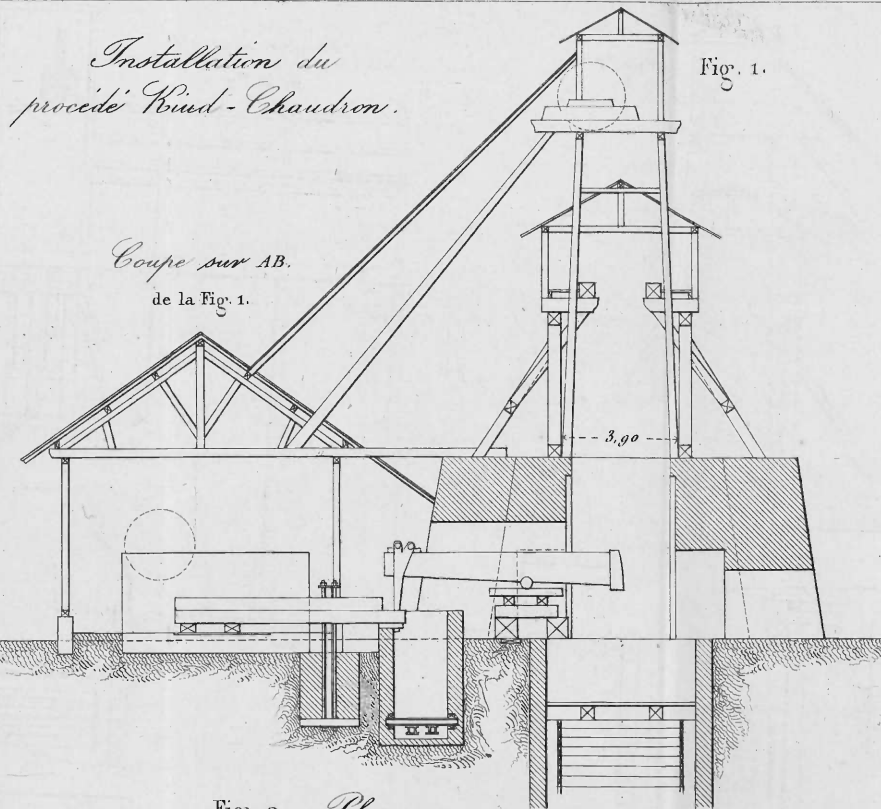 Installation du
procédé Kind-Chaudron.
Fig. 1.
Coupe sur AB.
de la Fig. 1.
3,90
Fig. 2.